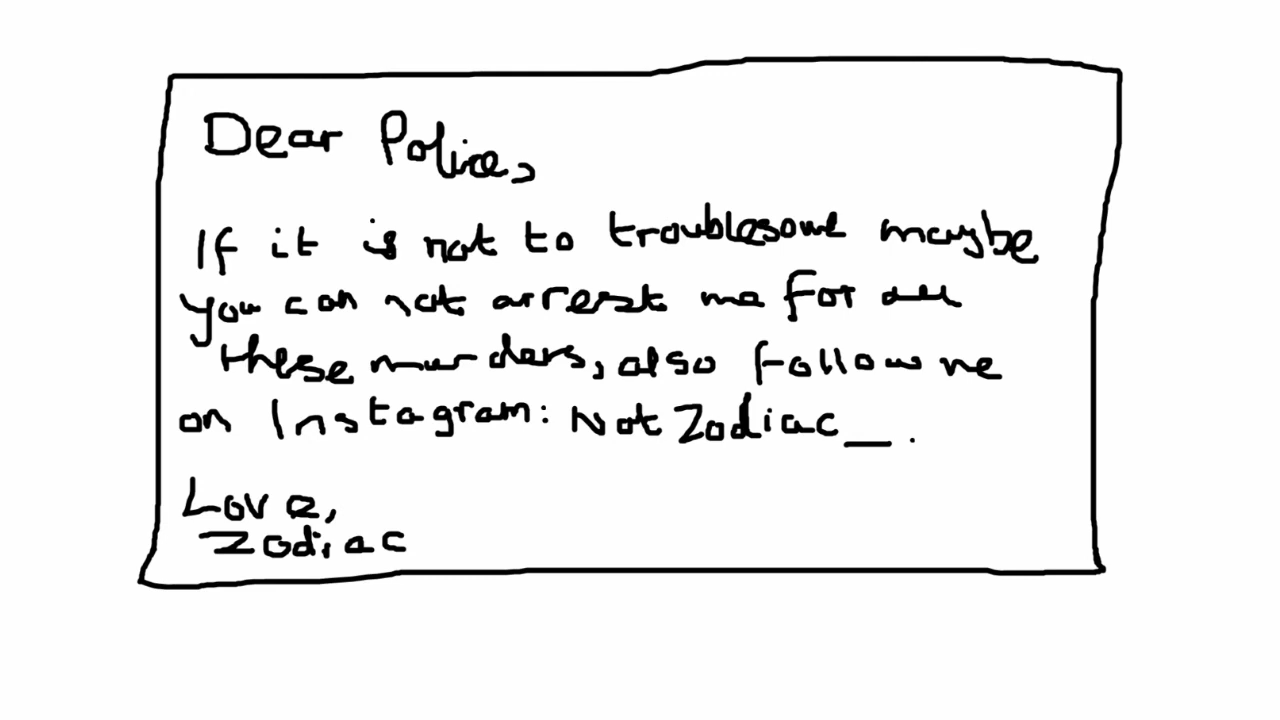 Dear Police,
If it is not to troublesome maybe
you can not arrest me for all
these murders, also follow me
on Instagram: NotZodiac_.
Love,
Zodiac